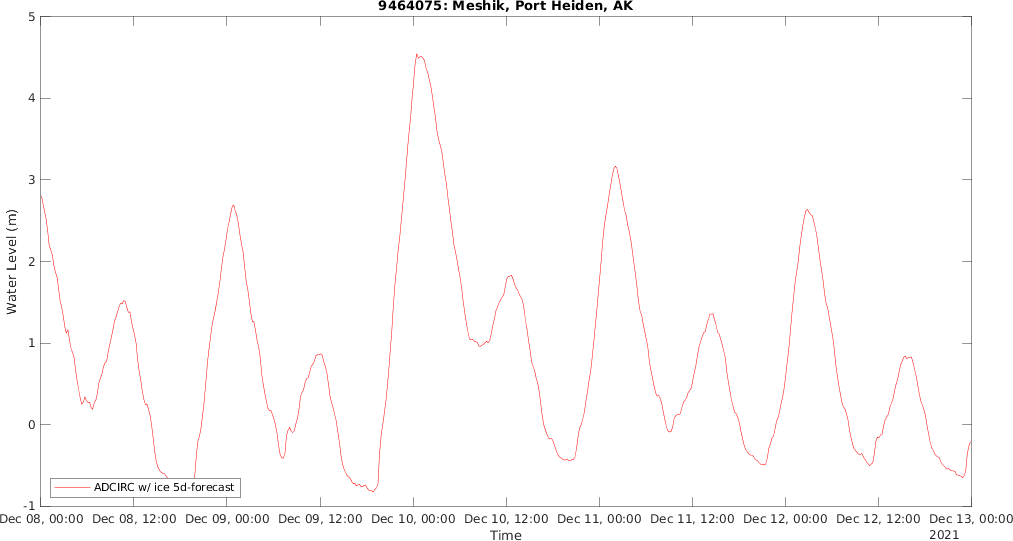 9464075: Meshik, Port Heiden, AK
5
4
3
2
1
0
-1
Water Level (m)
ADCIRC w/ ice 5d-forecast
Dec 08, 00:00 Dec 08, 12:00 Dec 09, 00:00 Dec 09, 12:00 Dec 10, 00:00 Dec 10, 12:00 Dec 11, 00:00 Dec 11, 12:00 Dec 12, 00:00 Dec 12, 12:00 Dec 13, 00:00
Time
2021